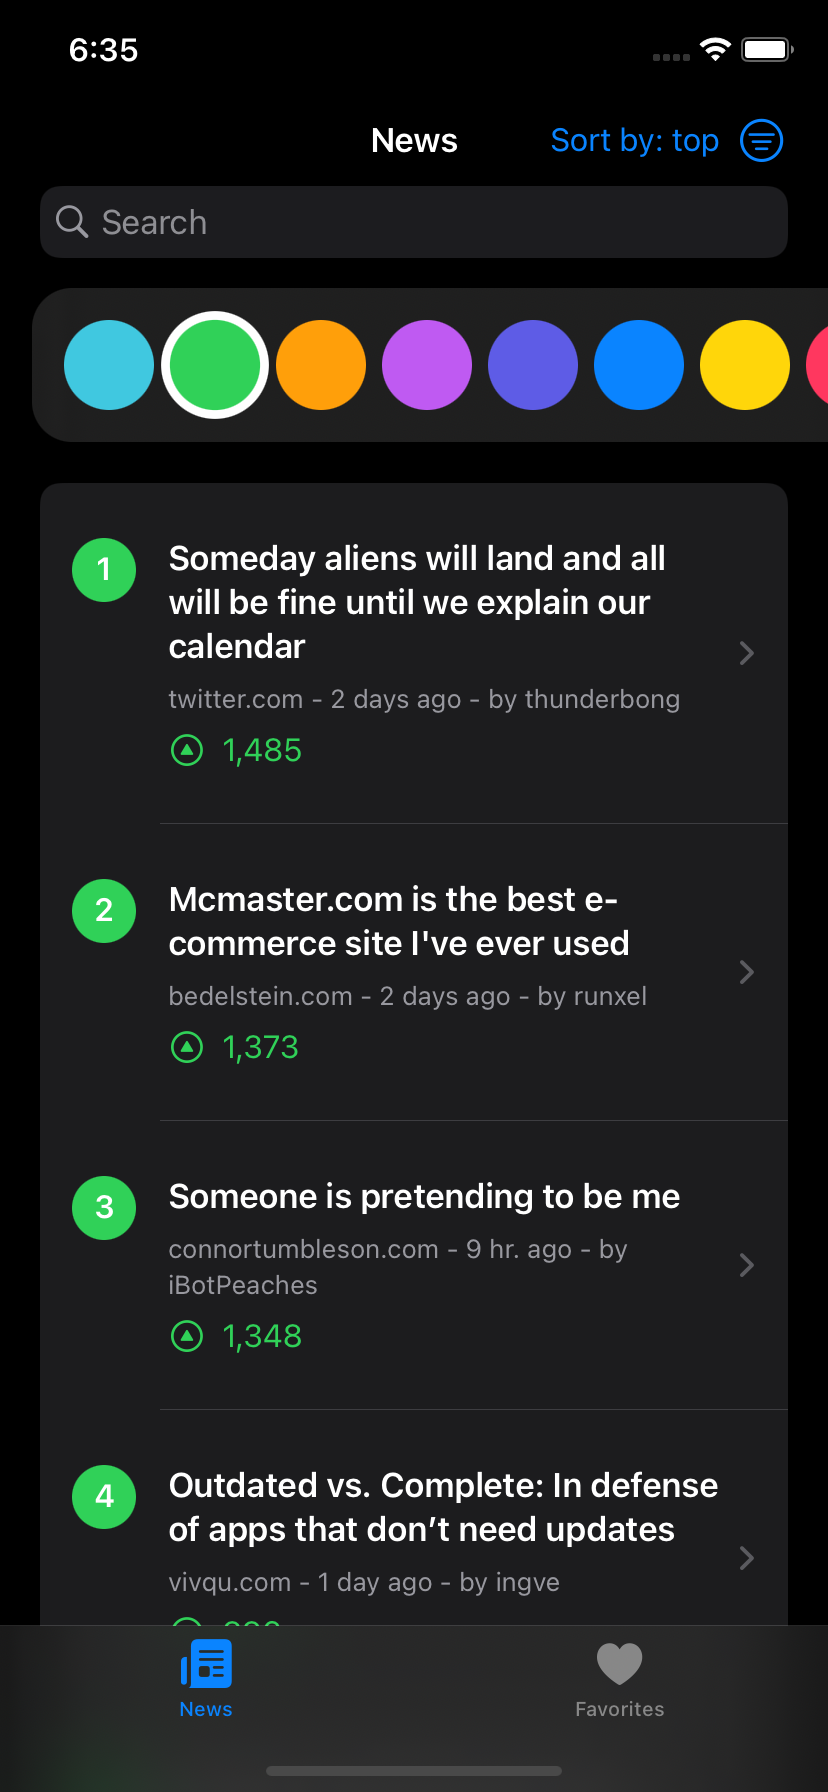 6:35
News
Sort by: top
Search
1
Someday aliens will land and all
will be fine until we explain our
calendar
twitter.com - 2 days ago - by thunderbong
1,485
2
Mcmaster.com is the best e-
commerce site I've ever used
bedelstein.com - 2 days ago - by runxel
1,373
3
Someone is pretending to be me
connortumbleson.com - 9 hr. ago - by
iBotPeaches
1,348
4
Outdated vs. Complete: In defense
of apps that don’t need updates
vivqu.com - 1 day ago - by ingve
News
Favorites